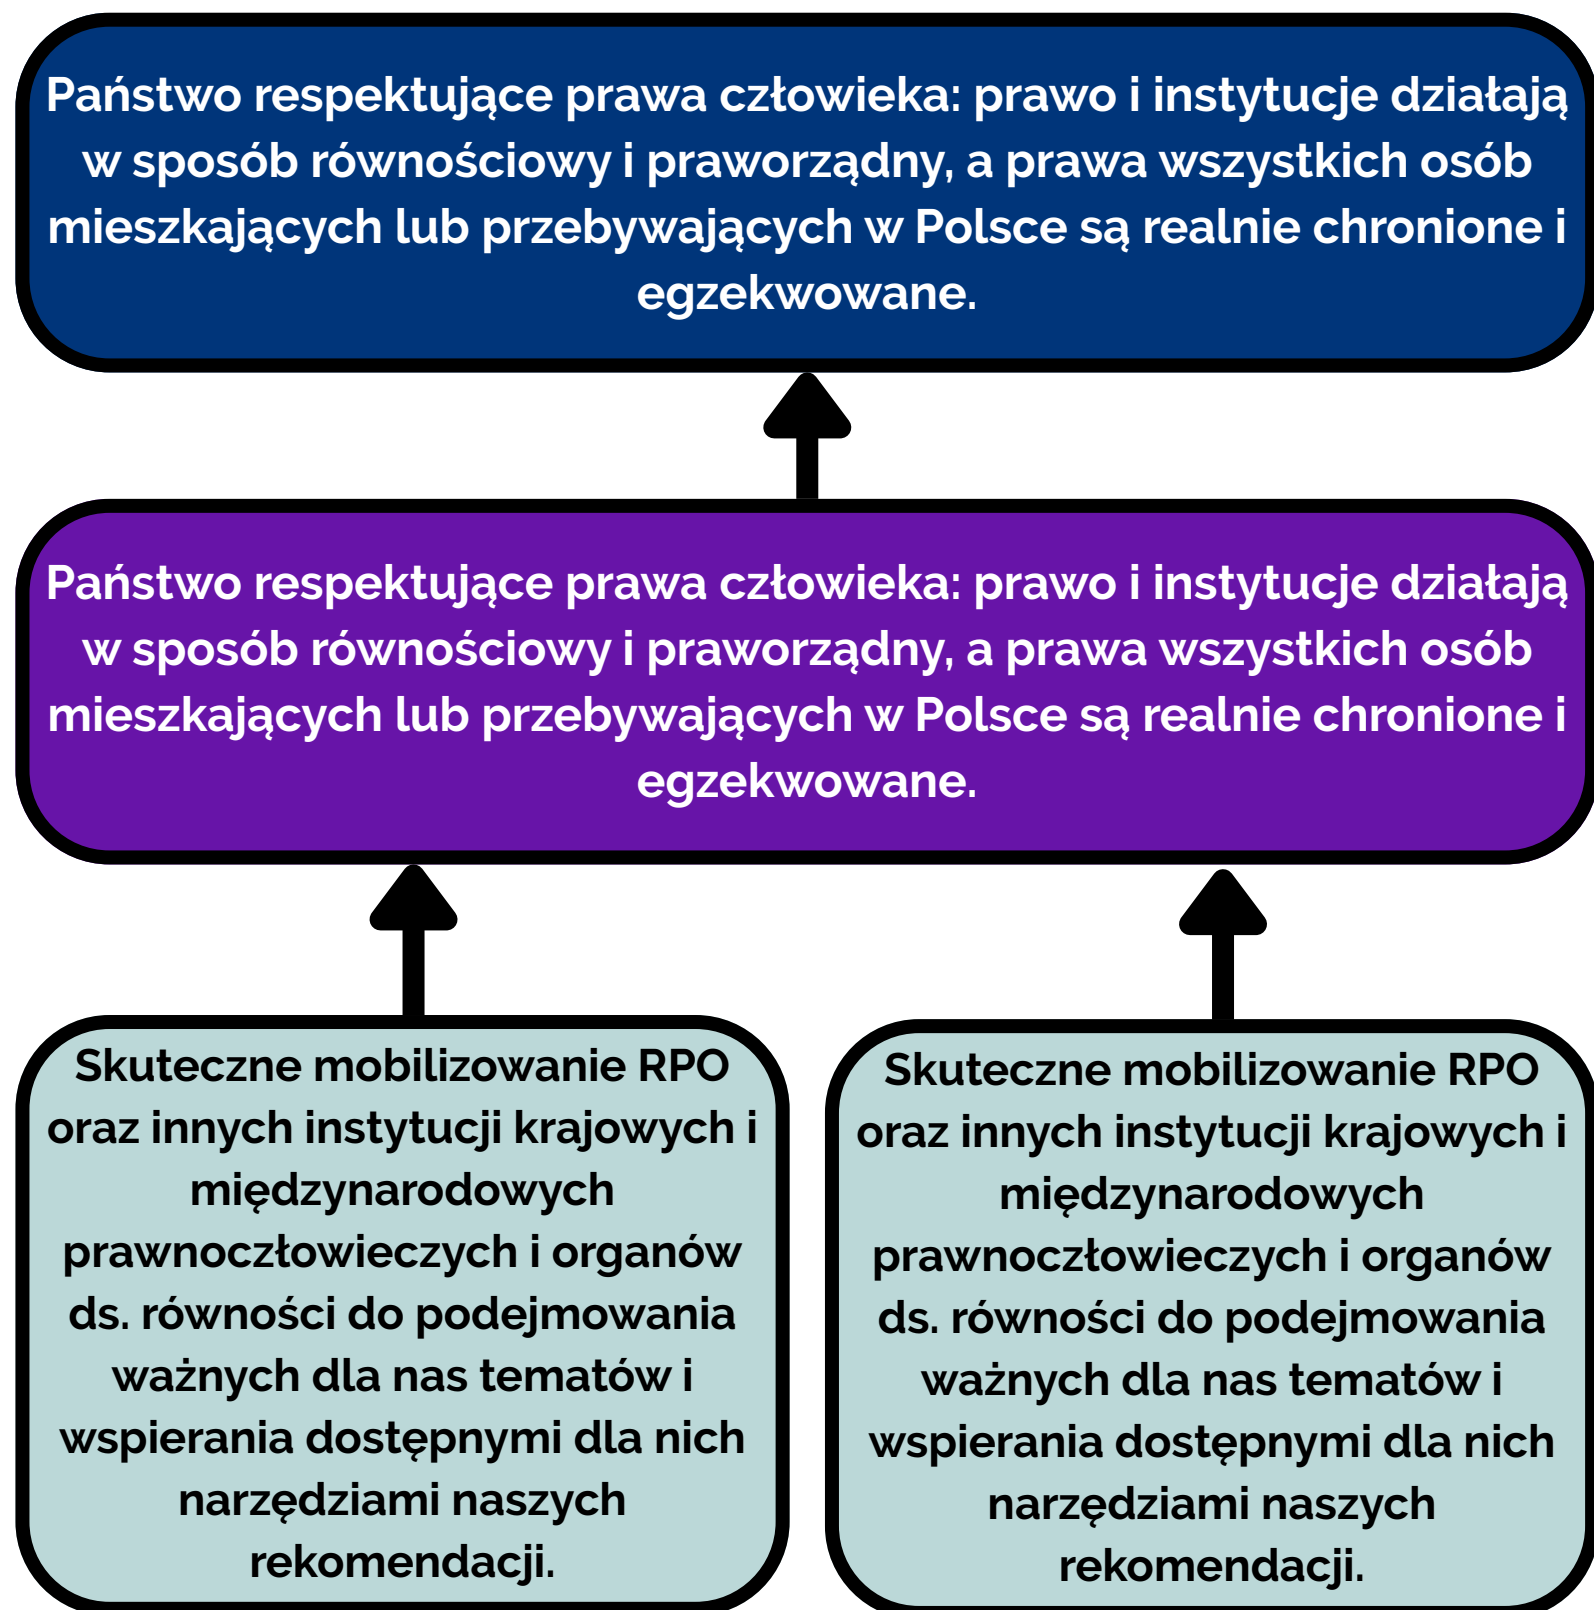 Państwo respektujące prawa człowieka: prawo i instytucje działają
w sposób równościowy i praworządny, a prawa wszystkich osób
mieszkających lub przebywających w Polsce są realnie chronione i
egzekwowane.
Państwo respektujące prawa człowieka: prawo i instytucje działają
w sposób równościowy i praworządny, a prawa wszystkich osób
mieszkających lub przebywających w Polsce są realnie chronione i
egzekwowane.
Skuteczne mobilizowanie RPO
oraz innych instytucji krajowych i
międzynarodowych
prawnoczłowieczych i organów
ds. równości do podejmowania
ważnych dla nas tematów i
wspierania dostępnymi dla nich
narzędziami naszych
rekomendacji.
Skuteczne mobilizowanie RPO
oraz innych instytucji krajowych i
międzynarodowych
prawnoczłowieczych i organów
ds. równości do podejmowania
ważnych dla nas tematów i
wspierania dostępnymi dla nich
narzędziami naszych
rekomendacji.